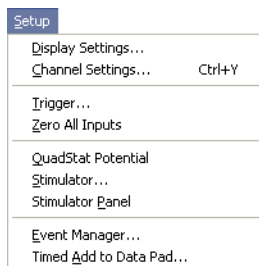 Setup
Display Settings...
Channel Settings... Ctrl+Y
Trigger...
Zero All Inputs
QuadStat Potential
Stimulator...
Stimulator Panel
Event Manager...
Timed Add to Data Pad...